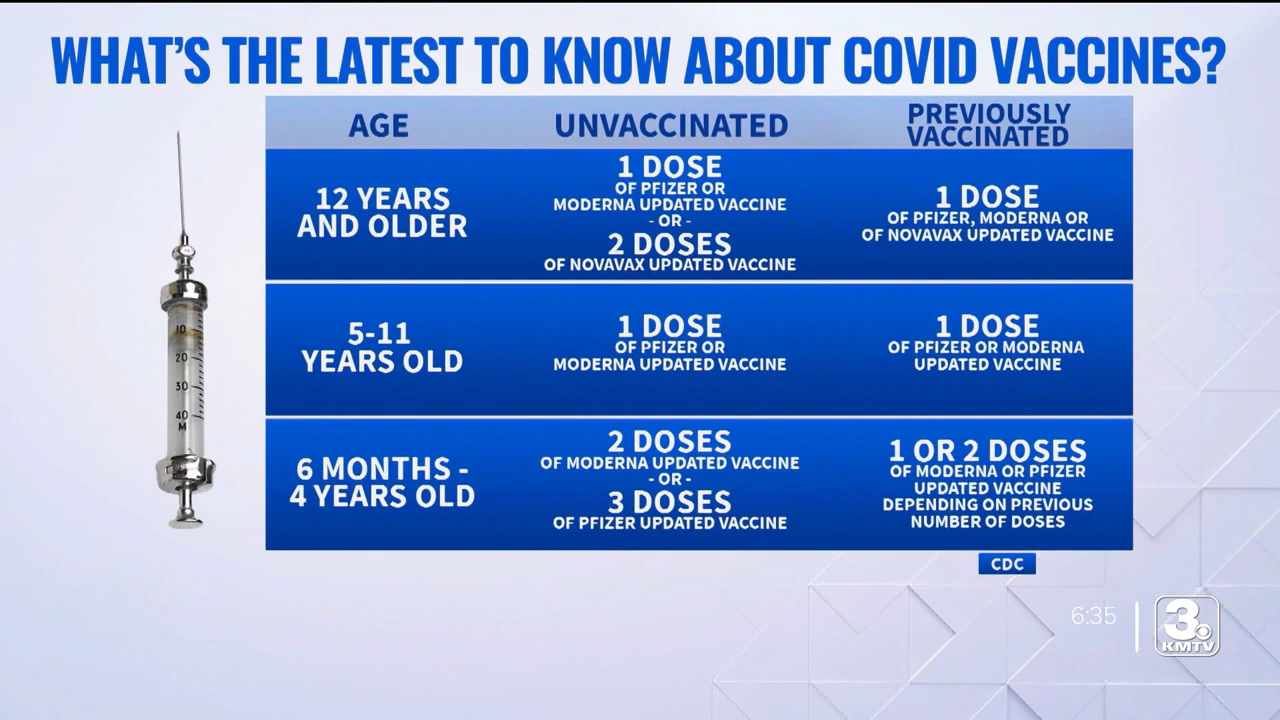 WHAT'S THE LATEST TO KNOW ABOUT COVID VACCINES?
AGE
UNVACCINATED
PREVIOUSLY
VACCINATED
12 YEARS
AND OLDER
1 DOSE
OF PFIZER OR
MODERNA UPDATED VACCINE
- OR -
2 DOSES
OF NOVAVAX UPDATED VACCINE
1 DOSE
OF PFIZER, MODERNA OR
OF NOVAVAX UPDATED VACCINE
5-11
YEARS OLD
1 DOSE
OF PFIZER OR
MODERNA UPDATED VACCINE
1 DOSE
OF PFIZER OR MODERNA
UPDATED VACCINE
6 MONTHS -
4 YEARS OLD
2 DOSES
OF MODERNA UPDATED VACCINE
- OR -
3 DOSES
OF PFIZER UPDATED VACCINE
1 OR 2 DOSES
OF MODERNA OR PFIZER
UPDATED VACCINE
DEPENDING ON PREVIOUS
NUMBER OF DOSES
CDC
10
20
30
40
M
6:35
3
KMTV